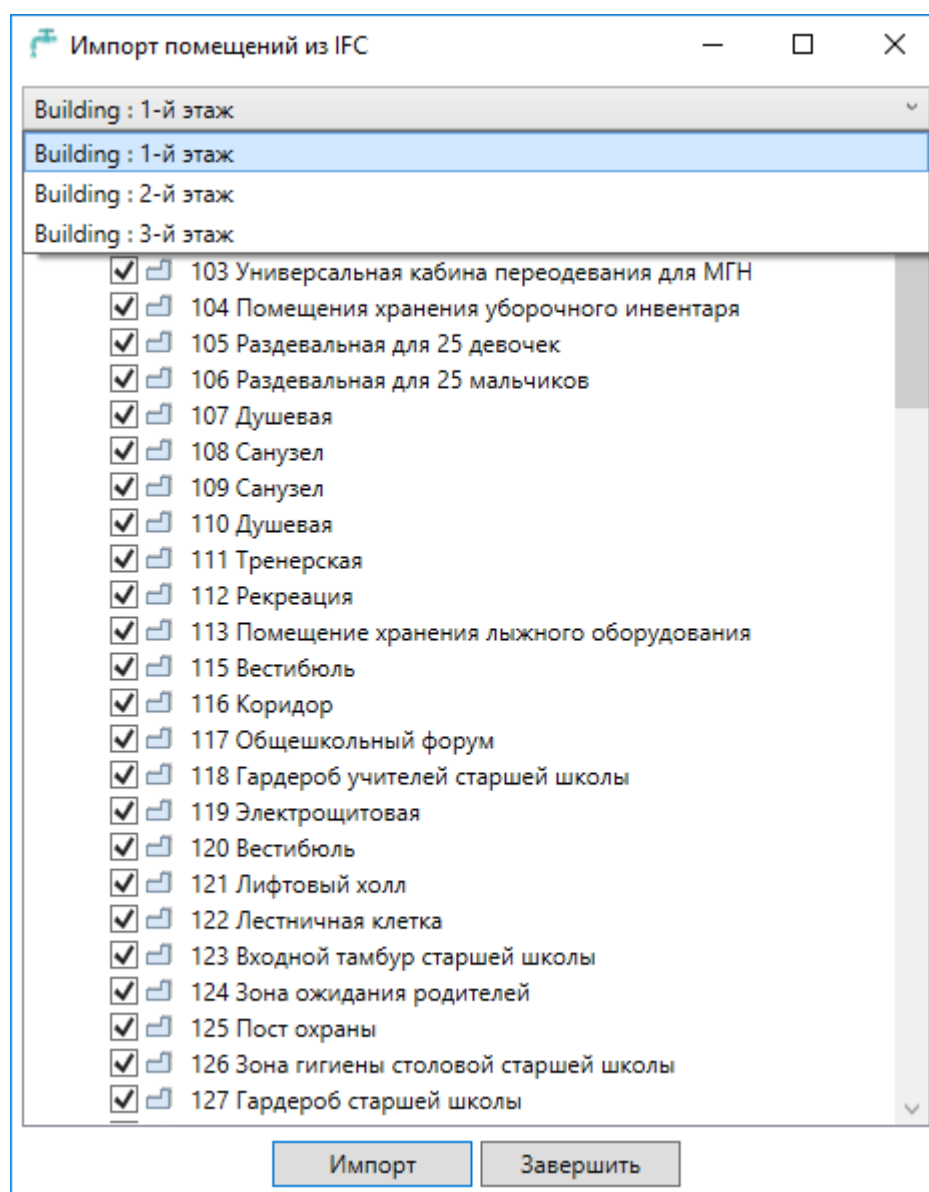 Импорт помещений из IFC
Building : 1-й этаж
Building : 1-й этаж
Building : 2-й этаж
Building : 3-й этаж
103 Универсальная кабина переодевания для МГН
104 Помещения хранения уборочного инвентаря
105 Раздевальная для 25 девочек
106 Раздевальная для 25 мальчиков
107 Душевая
108 Санузел
109 Санузел
110 Душевая
111 Тренерская
112 Рекреация
113 Помещение хранения лыжного оборудования
115 Вестибюль
116 Коридор
117 Общешкольный форум
118 Гардероб учителей старшей школы
119 Электрощитовая
120 Вестибюль
121 Лифтовый холл
122 Лестничная клетка
123 Входной тамбур старшей школы
124 Зона ожидания родителей
125 Пост охраны
126 Зона гигиены столовой старшей школы
127 Гардероб старшей школы
Импорт Завершить